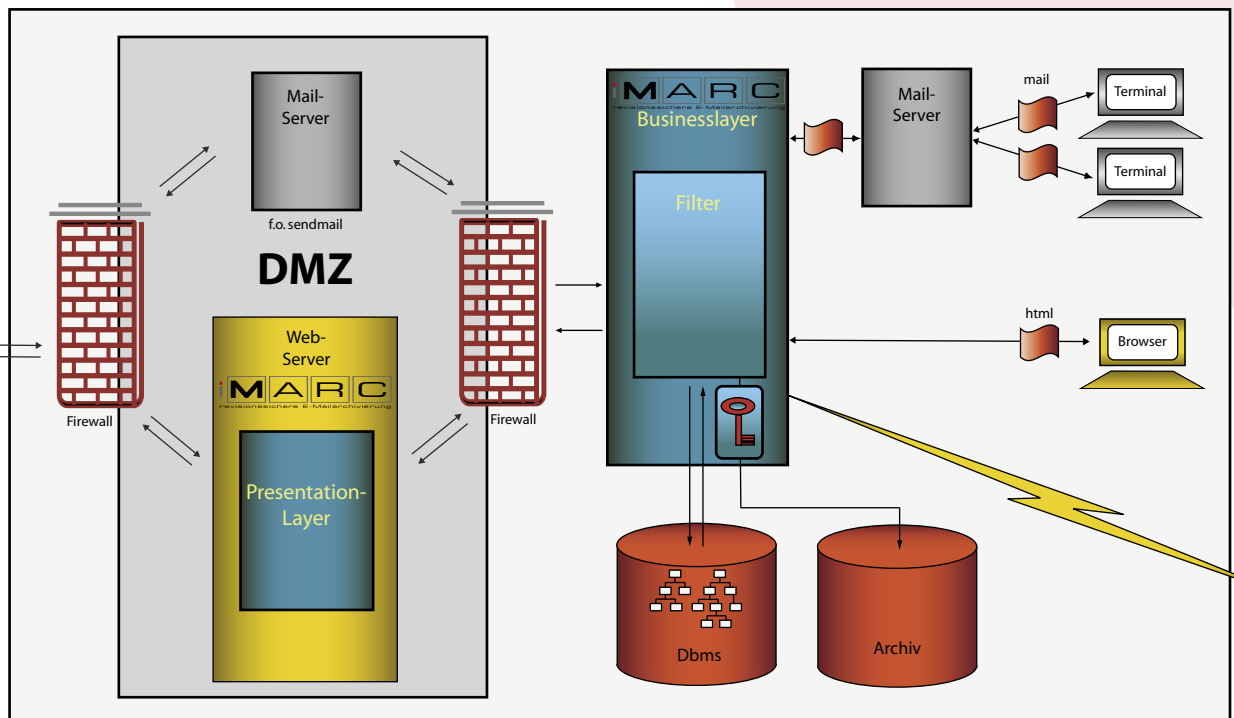 Mail-
Server
f.o. sendmail
DMZ
Firewall
Web-
Server
iMARC
revisionssichere E-Mailarchivierung
Presentation-
Layer
Firewall
iMARC
revisionssichere E-Mailarchivierung
Businesslayer
Filter
Mail-
Server
mail
Terminal
Terminal
html
Browser
Dbms
Archiv